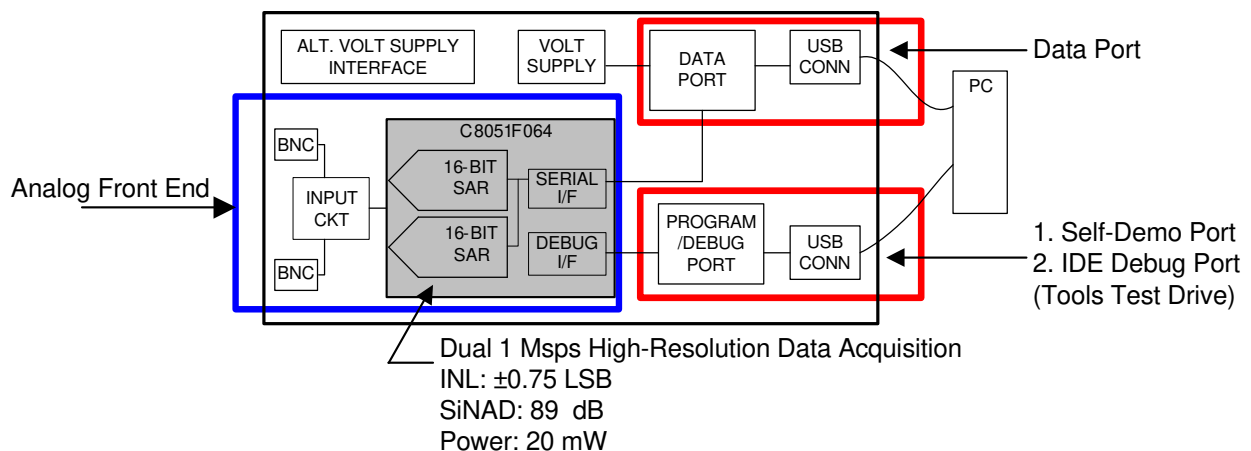 ALT. VOLT SUPPLY
INTERFACE
VOLT
SUPPLY
DATA
PORT
USB
CONN
Data Port
PC
C8051F064
BNC
16-BIT
SAR
SERIAL
I/F
Analog Front End
INPUT
CKT
16-BIT
SAR
DEBUG
I/F
BNC
PROGRAM
/DEBUG
PORT
USB
CONN
1. Self-Demo Port
2. IDE Debug Port
(Tools Test Drive)
Dual 1 Msps High-Resolution Data Acquisition
INL: ±0.75 LSB
SiNAD: 89 dB
Power: 20 mW